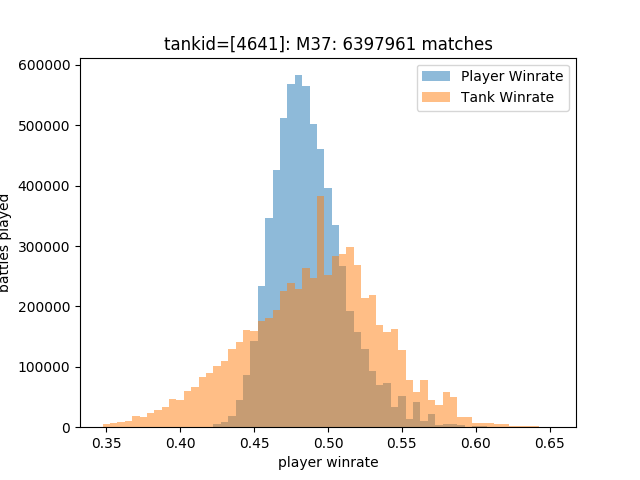 tankid=[4641]: M37: 6397961 matches
Player Winrate
Tank Winrate
600000
500000
400000
300000
200000
100000
0
battles played
0.35 0.40 0.45 0.50 0.55 0.60 0.65
player winrate